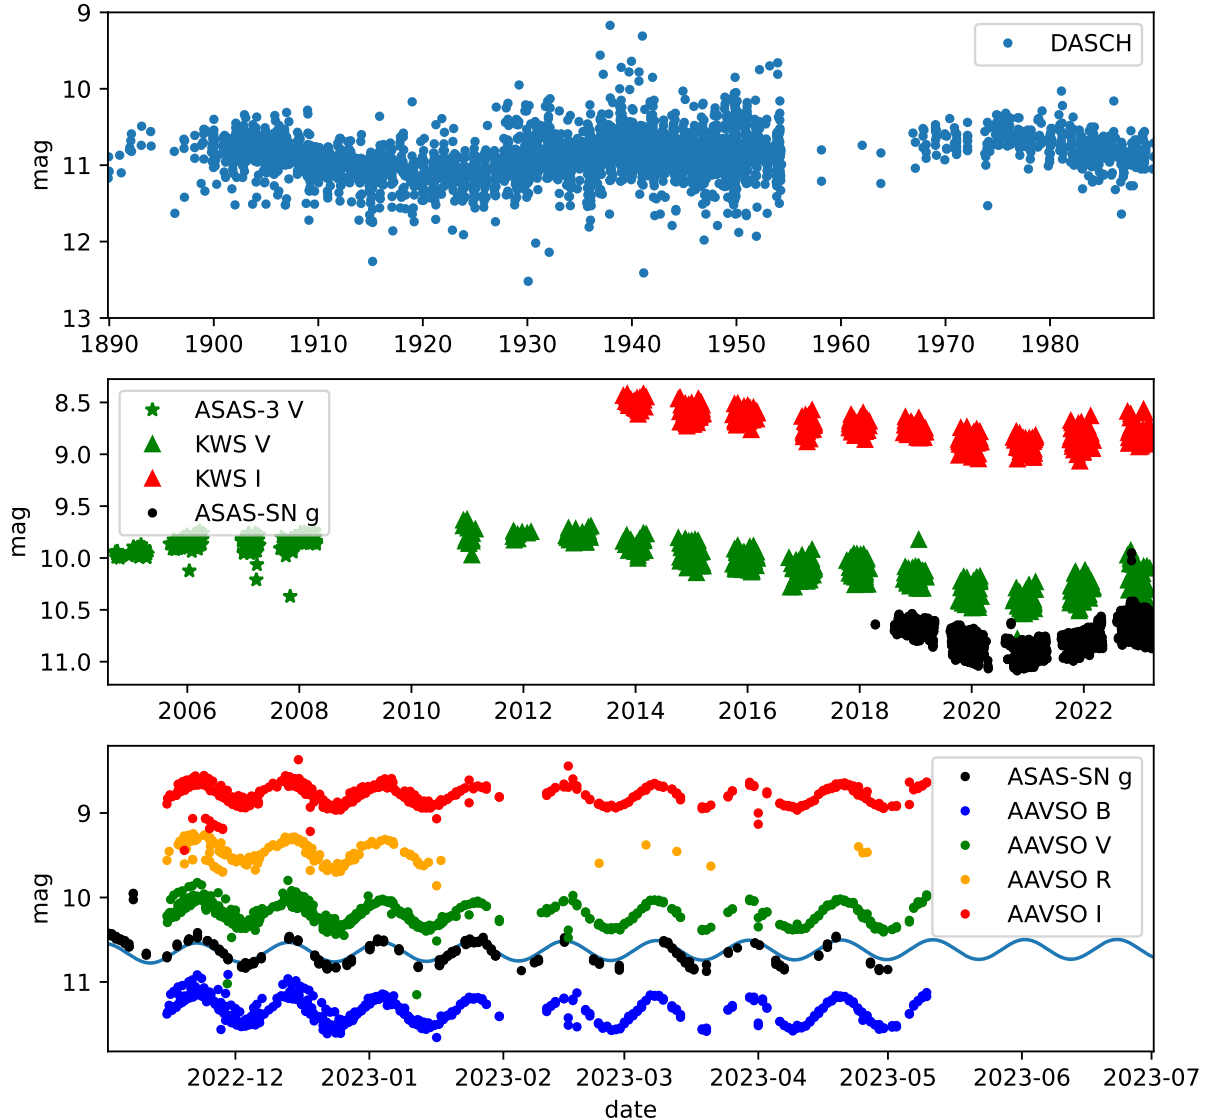 9
10
11
12
13
mag
DASCH
1890 1900 1910 1920 1930 1940 1950 1960 1970 1980
8.5
9.0
9.5
10.0
10.5
11.0
mag
ASAS-3 V
KWS V
KWS I
ASAS-SN g
2006 2008 2010 2012 2014 2016 2018 2020 2022
9
10
11
mag
ASAS-SN g
AAVSO B
AAVSO V
AAVSO R
AAVSO I
2022-12 2023-01 2023-02 2023-03 2023-04 2023-05 2023-06 2023-07
date